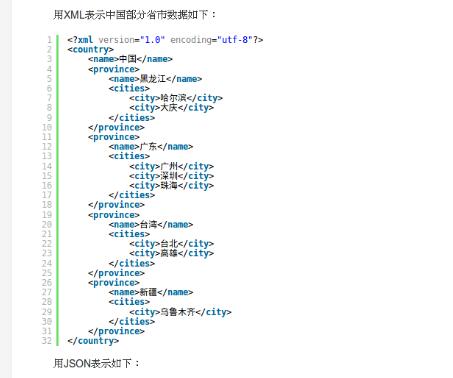 用XML表示中国部分省市数据如下：
1 <?xml version="1.0" encoding="utf-8"?>
2 <country>
3 <name>中国</name>
4 <province>
5 <name>黑龙江</name>
6 <cities>
7 <city>哈尔滨</city>
8 <city>大庆</city>
9 </cities>
10 </province>
11 <province>
12 <name>广东</name>
13 <cities>
14 <city>广州</city>
15 <city>深圳</city>
16 <city>珠海</city>
17 </cities>
18 </province>
19 <province>
20 <name>台湾</name>
21 <cities>
22 <city>台北</city>
23 <city>高雄</city>
24 </cities>
25 </province>
26 <province>
27 <name>新疆</name>
28 <cities>
29 <city>乌鲁木齐</city>
30 </cities>
31 </province>
32 </country>
用JSON表示如下：